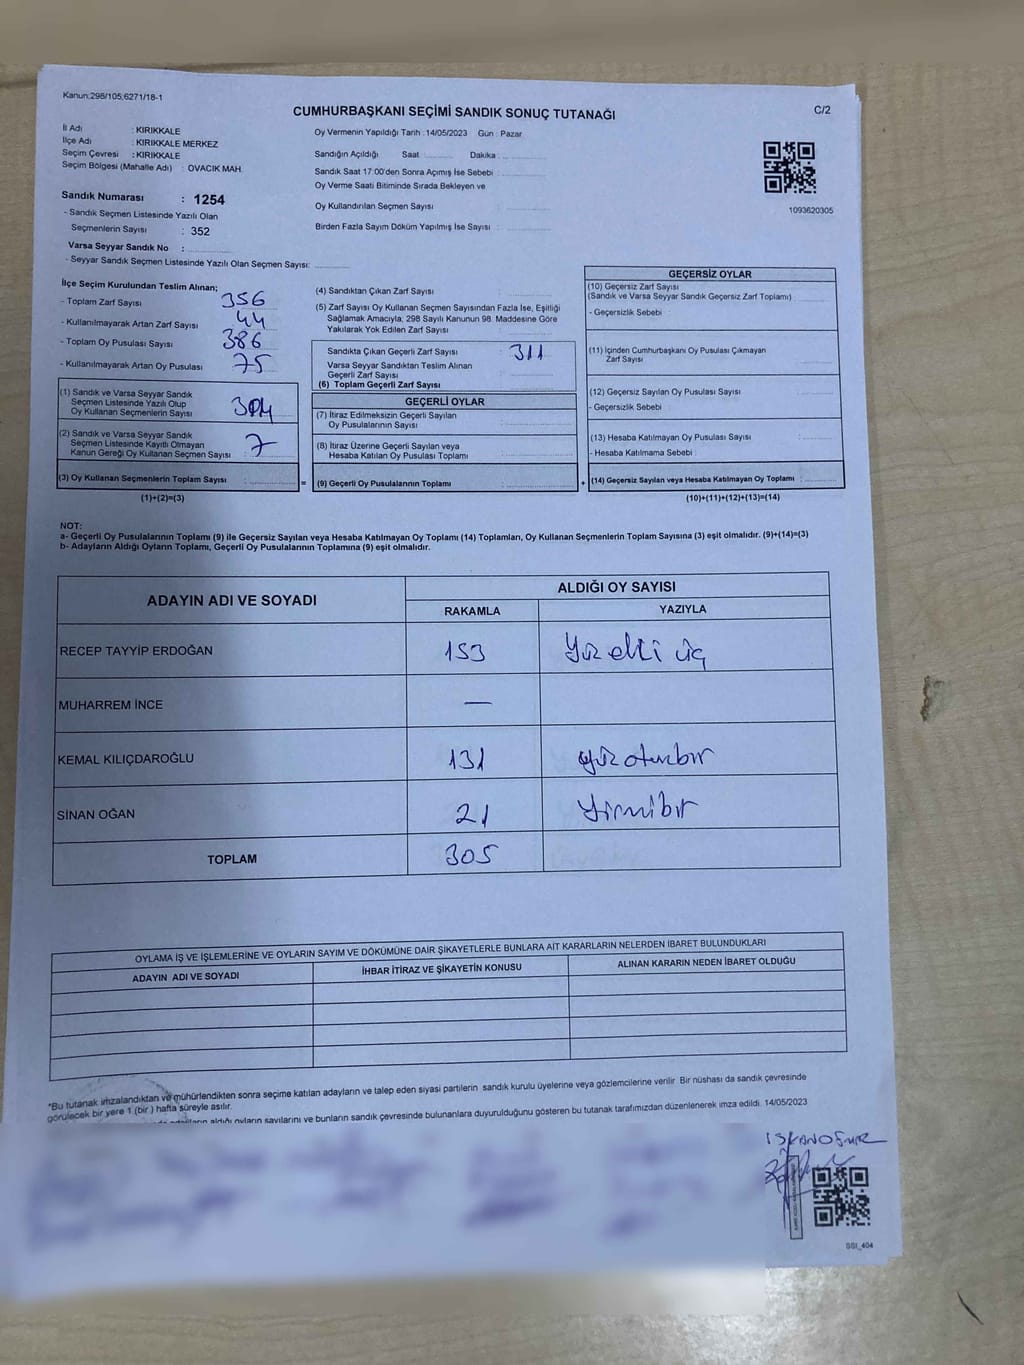 Kanun:298/105;6271/18-1
CUMHURBAŞKANI SEÇİMİ SANDIK SONUÇ TUTANAĞI
C/2
İl Adı : KIRIKKALE
İlçe Adı : KIRIKKALE MERKEZ
Seçim Çevresi : KIRIKKALE
Seçim Bölgesi (Mahalle Adı) : OVACIK MAH.
Sandık Numarası : 1254
- Sandık Seçmen Listesinde Yazılı Olan
Seçmenlerin Sayısı : 352
Varsa Seyyar Sandık No :
- Seyyar Sandık Seçmen Listesinde Yazılı Olan Seçmen Sayısı:
Oy Vermenin Yapıldığı Tarih :14/05/2023 Gün : Pazar
Sandığın Açıldığı Saat Dakika :
Sandık Saat 17:00'den Sonra Açımış İse Sebebi :
Oy Verme Saati Bitiminde Sırada Bekleyen ve
Oy Kullandırılan Seçmen Sayısı :
Birden Fazla Sayım Döküm Yapılmış İse Sayısı :
1093620305
İlçe Seçim Kurulundan Teslim Alınan;
- Toplam Zarf Sayısı 356
- Kullanılmayarak Artan Zarf Sayısı 44
- Toplam Oy Pusulası Sayısı 386
- Kullanılmayarak Artan Oy Pusulası 75
(1) Sandık ve Varsa Seyyar Sandık
Seçmen Listesinde Yazılı Olup
Oy Kullanan Seçmenlerin Sayısı 304
(2) Sandık ve Varsa Seyyar Sandık
Seçmen Listesinde Kayıtlı Olmayan
Kanun Gereği Oy Kullanan Seçmen Sayısı 7
(3) Oy Kullanan Seçmenlerin Toplam Sayısı :
(1)+(2)=(3)
(4) Sandıktan Çıkan Zarf Sayısı :
(5) Zarf Sayısı Oy Kullanan Seçmen Sayısından Fazla İse, Eşitliği
Sağlamak Amacıyla; 298 Sayılı Kanunun 98. Maddesine Göre
Yakılarak Yok Edilen Zarf Sayısı :
Sandıkta Çıkan Geçerli Zarf Sayısı : 311
Varsa Seyyar Sandıktan Teslim Alınan
Geçerli Zarf Sayısı
(6) Toplam Geçerli Zarf Sayısı
GEÇERLİ OYLAR
(7) İtiraz Edilmeksizin Geçerli Sayılan
Oy Pusulalarının Sayısı :
(8) İtiraz Üzerine Geçerli Sayılan veya
Hesaba Katılan Oy Pusulası Toplamı :
= (9) Geçerli Oy Pusulalarının Toplamı :
GEÇERSİZ OYLAR
(10) Geçersiz Zarf Sayısı
(Sandık ve Varsa Seyyar Sandık Geçersiz Zarf Toplamı) :
- Geçersizlik Sebebi :
(11) İçinden Cumhurbaşkanı Oy Pusulası Çıkmayan
Zarf Sayısı
(12) Geçersiz Sayılan Oy Pusulası Sayısı :
- Geçersizlik Sebebi :
(13) Hesaba Katılmayan Oy Pusulası Sayısı :
- Hesaba Katılmama Sebebi :
+ (14) Geçersiz Sayılan veya Hesaba Katılmayan Oy Toplamı :
(10)+(11)+(12)+(13)=(14)
NOT:
a- Geçerli Oy Pusulalarının Toplamı (9) ile Geçersiz Sayılan veya Hesaba Katılmayan Oy Toplamı (14) Toplamları, Oy Kullanan Seçmenlerin Toplam Sayısına (3) eşit olmalıdır. (9)+(14)=(3)
b- Adayların Aldığı Oyların Toplamı, Geçerli Oy Pusulalarının Toplamına (9) eşit olmalıdır.
ADAYIN ADI VE SOYADI
ALDIĞI OY SAYISI
RAKAMLA YAZIYLA
RECEP TAYYİP ERDOĞAN 153 Yüz elli üç
MUHARREM İNCE —
KEMAL KILIÇDAROĞLU 131 yüzotuzbir
SİNAN OĞAN 21 Yirmibir
TOPLAM 305
OYLAMA İŞ VE İŞLEMLERİNE VE OYLARIN SAYIM VE DÖKÜMÜNE DAİR ŞİKAYETLERLE BUNLARA AİT KARARLARIN NELERDEN İBARET BULUNDUKLARI
ADAYIN ADI VE SOYADI İHBAR İTİRAZ VE ŞİKAYETİN KONUSU ALINAN KARARIN NEDEN İBARET OLDUĞU
*Bu tutanak imzalandıktan ve mühürlendikten sonra seçime katılan adayların ve talep eden siyasi partilerin sandık kurulu üyelerine veya gözlemcilerine verilir. Bir nüshası da sandık çevresinde
görülecek bir yere 1 (bir) hafta süreyle asılır.
aldığı oyların sayılarını ve bunların sandık çevresinde bulunanlara duyurulduğunu gösteren bu tutanak tarafımızdan düzenlenerek imza edildi. 14/05/2023
SSI_404